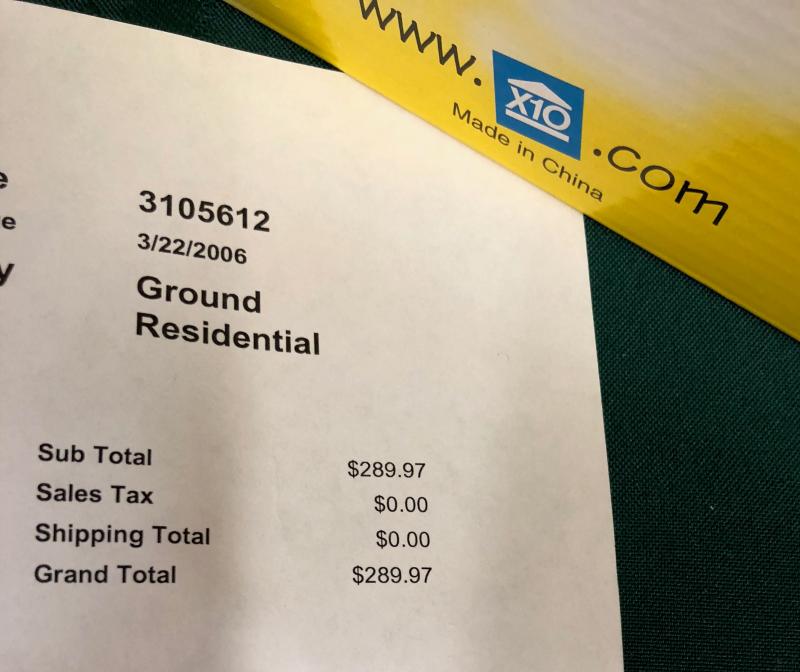 www.X10.com
Made in China
e
3105612
e
3/22/2006
y
Ground
Residential
Sub Total $289.97
Sales Tax $0.00
Shipping Total $0.00
Grand Total $289.97